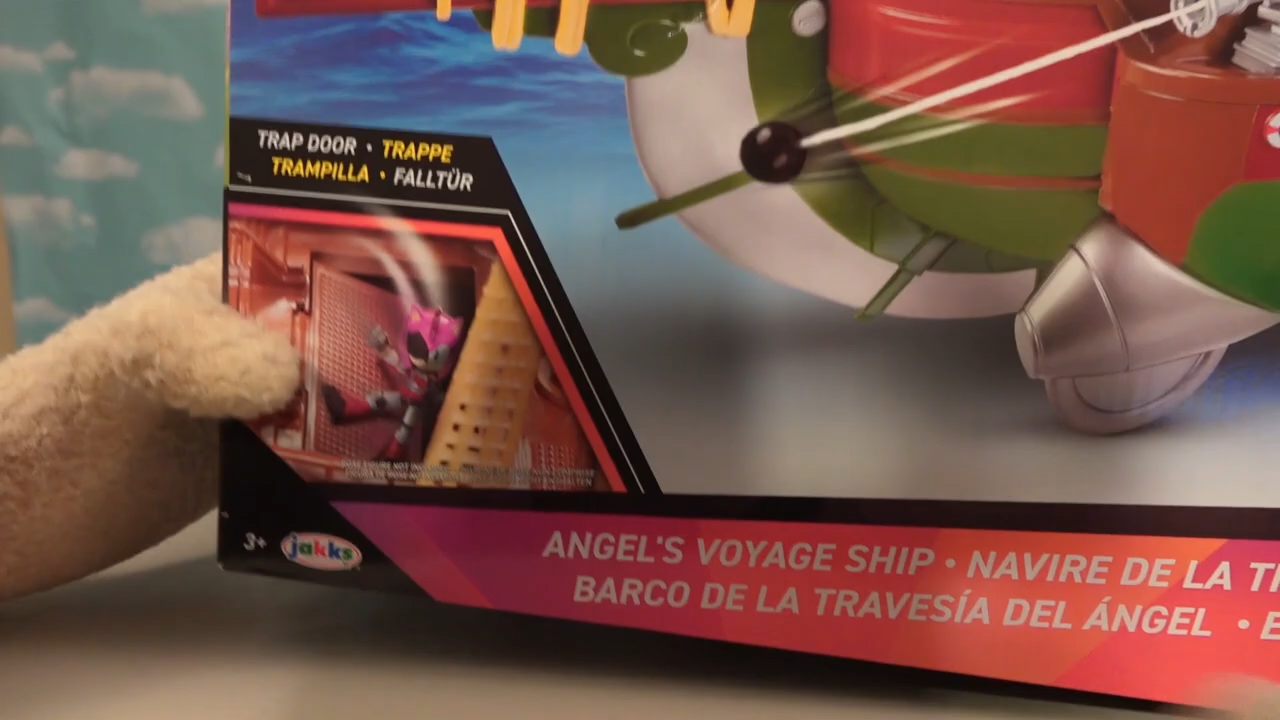 TRAP DOOR • TRAPPE
TRAMPILLA • FALLTÜR
3+
jakks
ANGEL'S VOYAGE SHIP • NAVIRE DE LA
BARCO DE LA TRAVESÍA DEL ÁNGEL •